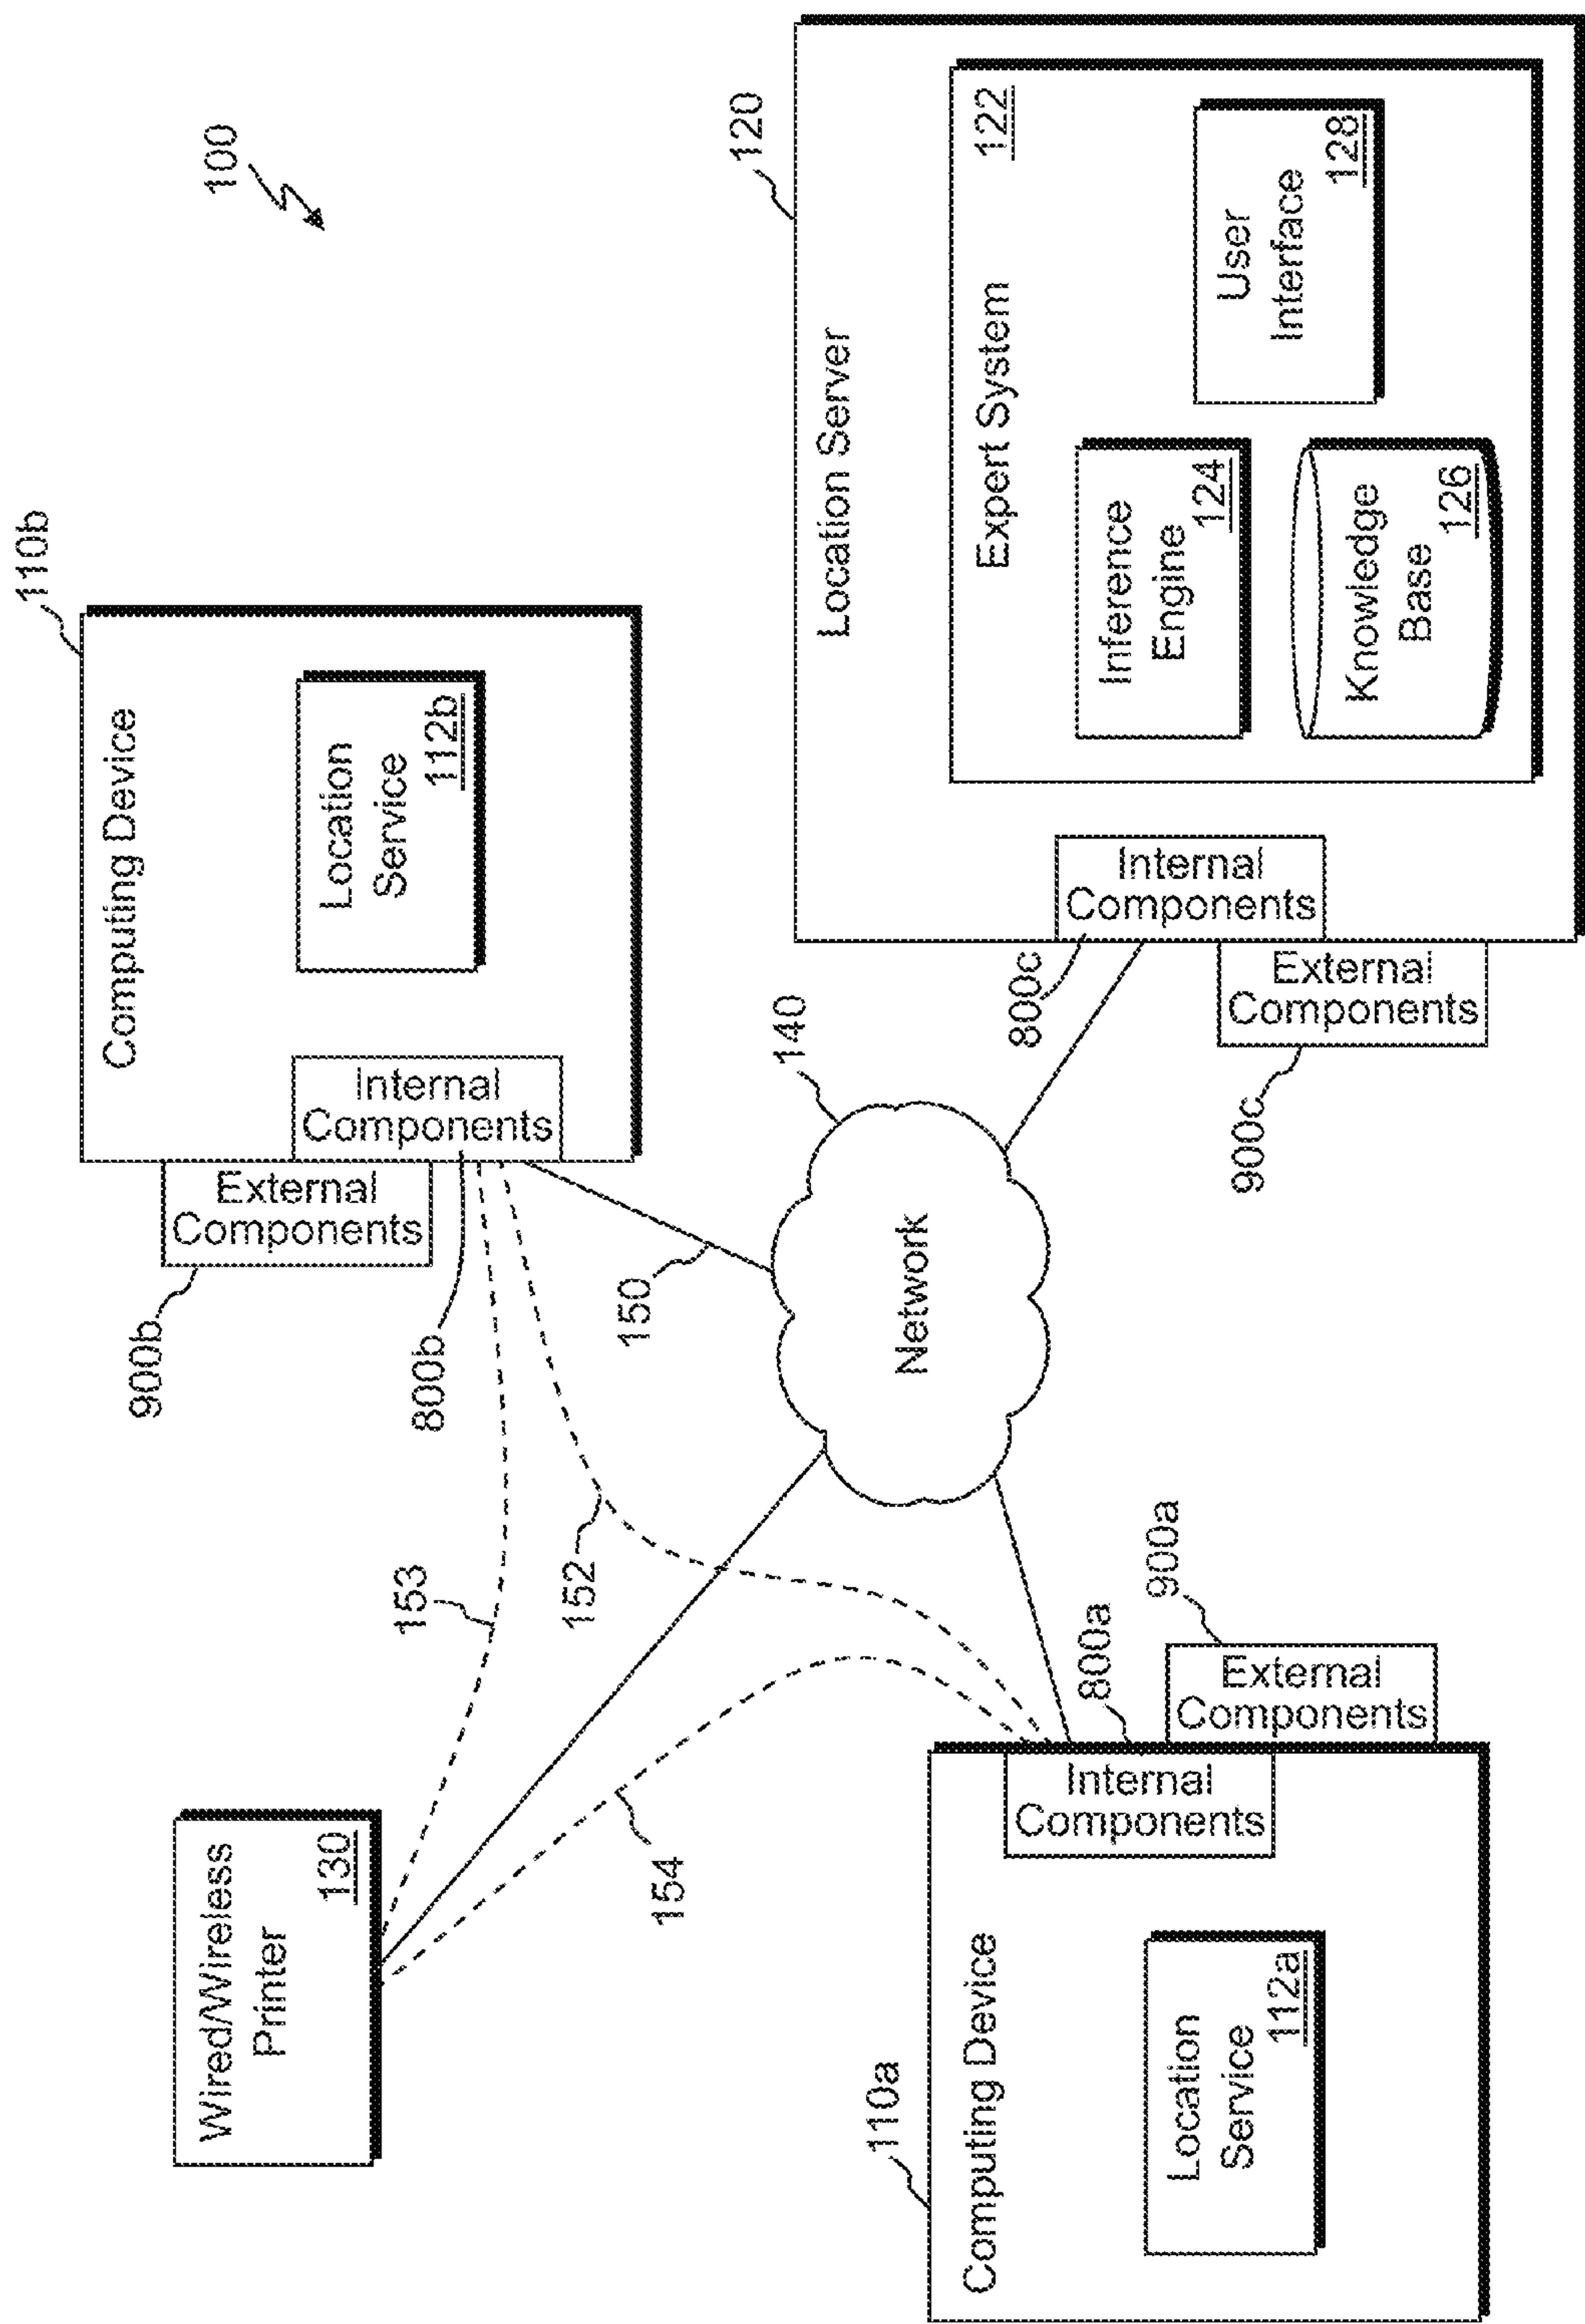 100
Wired/Wireless
Printer
130
153
154
152
900b
External
Components
800b
Internal
Components
Computing Device
110b
Location
Service
112b
150
Network
140
110a
Computing Device
Location
Service
112a
Internal
Components
800a
External
Components
900a
120
Location Server
Expert System
122
Inference
Engine
124
Knowledge
Base
126
User
Interface
128
Internal
Components
800c
External
Components
900c